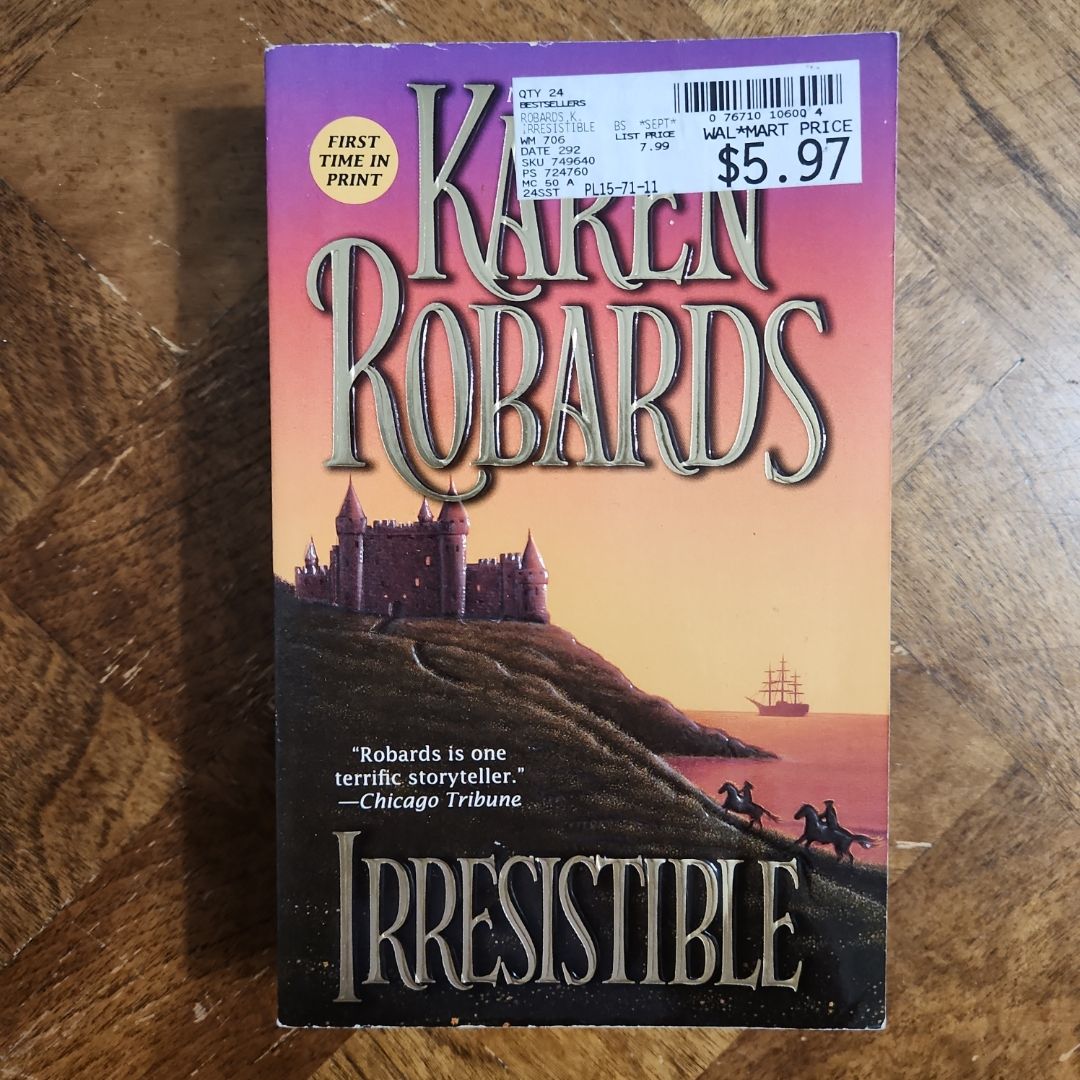 FIRST
TIME IN
PRINT
QTY 24
BESTSELLERS
ROBARDS,K.
IRRESISTIBLE
WM 706
DATE 292
SKU 749640
PS 724760
MC 50 A
24SST PL15-71-11
BS *SEPT*
LIST PRICE
7.99
0 76710 10600 4
WAL*MART PRICE
$5.97
KAREN
ROBARDS
“Robards is one
terrific storyteller.”
—Chicago Tribune
IRRESISTIBLE